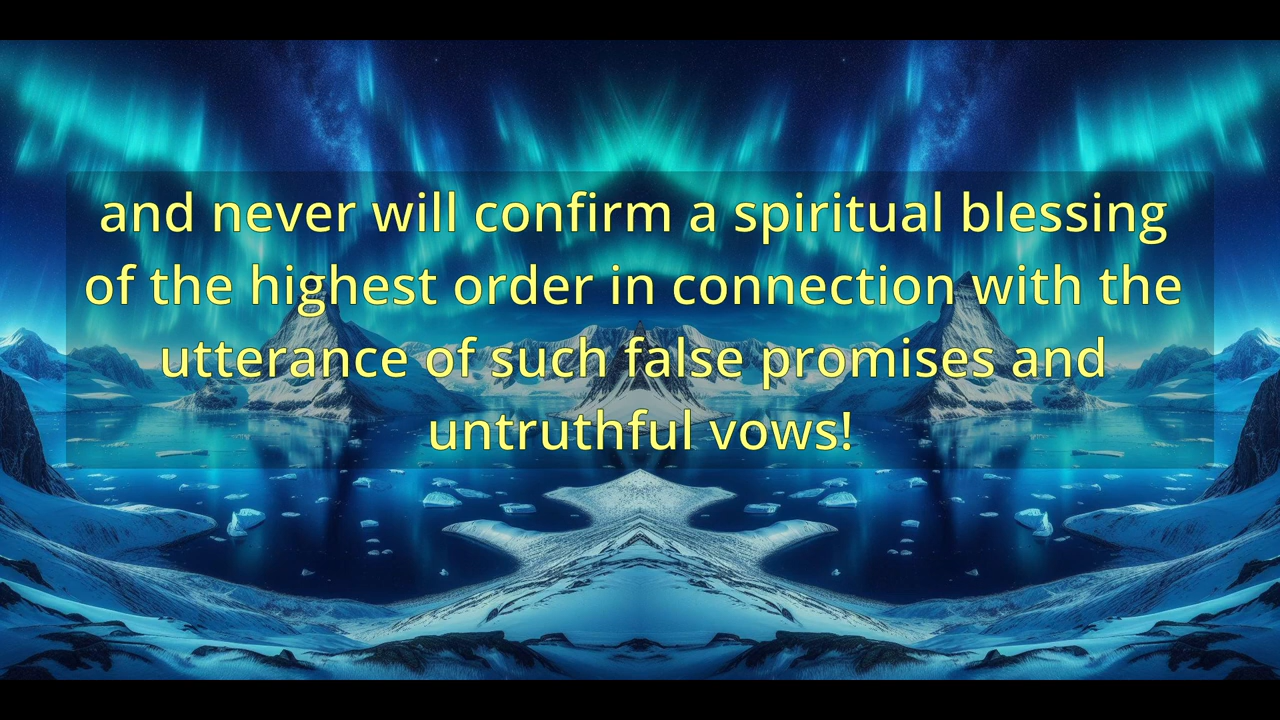 and never will confirm a spiritual blessing
of the highest order in connection with the
utterance of such false promises and
untruthful vows!